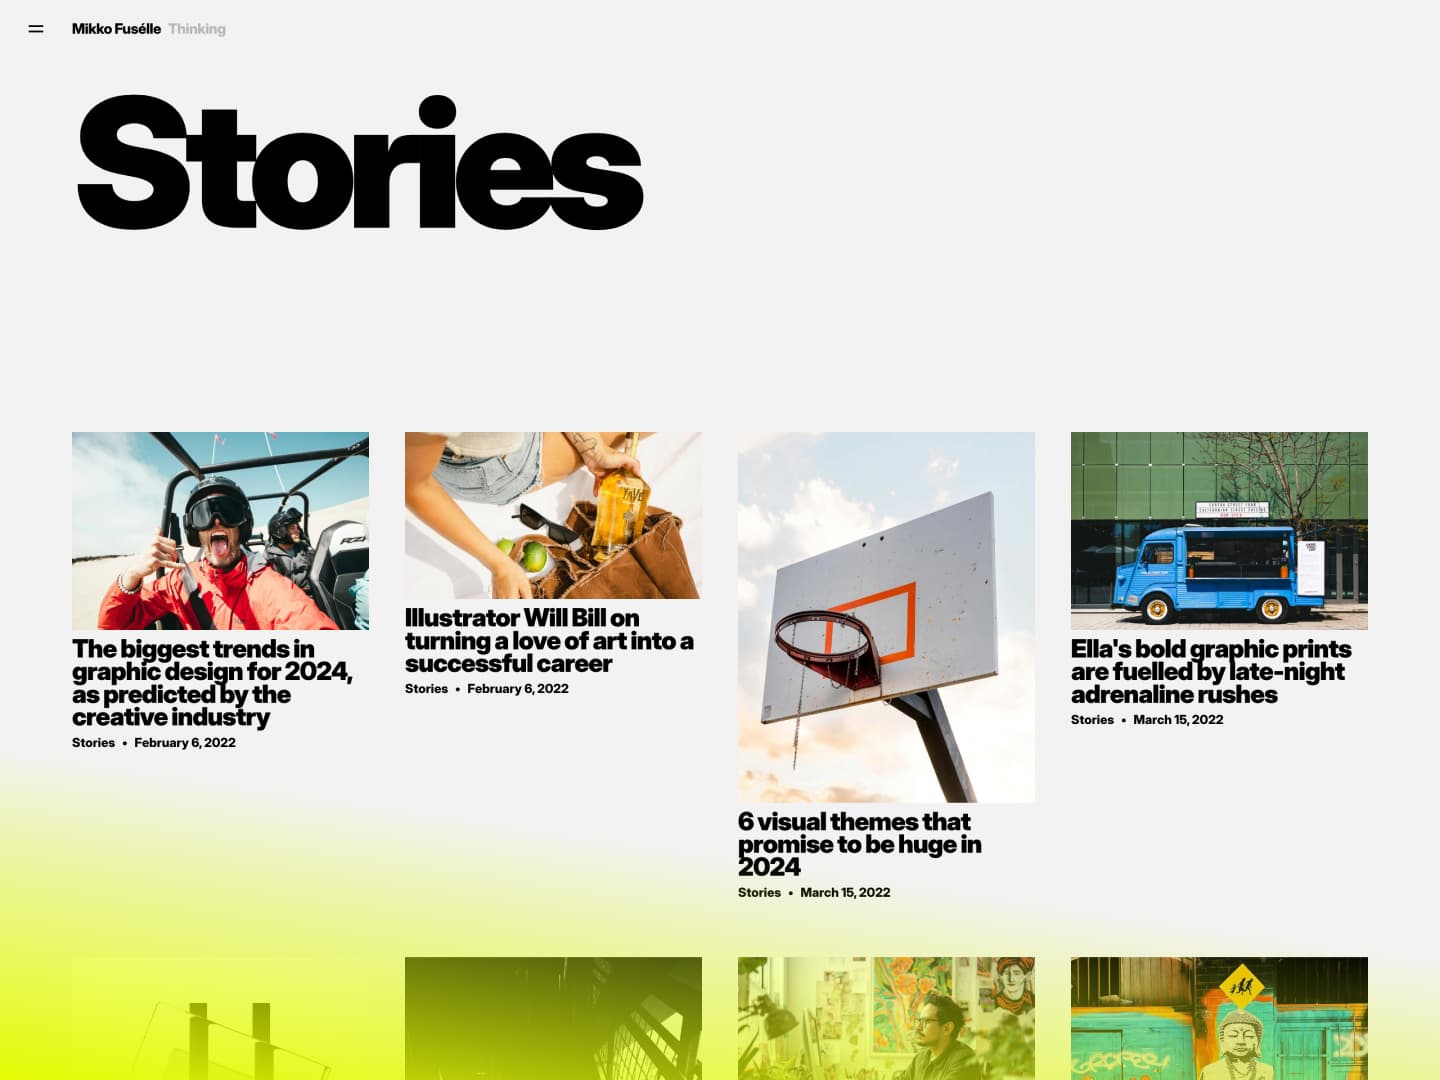 Mikko Fusélle Thinking
Stories
RZR
YAVE
The biggest trends in
graphic design for 2024,
as predicted by the
creative industry
Stories • February 6, 2022
Illustrator Will Bill on
turning a love of art into a
successful career
Stories • February 6, 2022
6 visual themes that
promise to be huge in
2024
Stories • March 15, 2022
Ella's bold graphic prints
are fuelled by late-night
adrenaline rushes
Stories • March 15, 2022